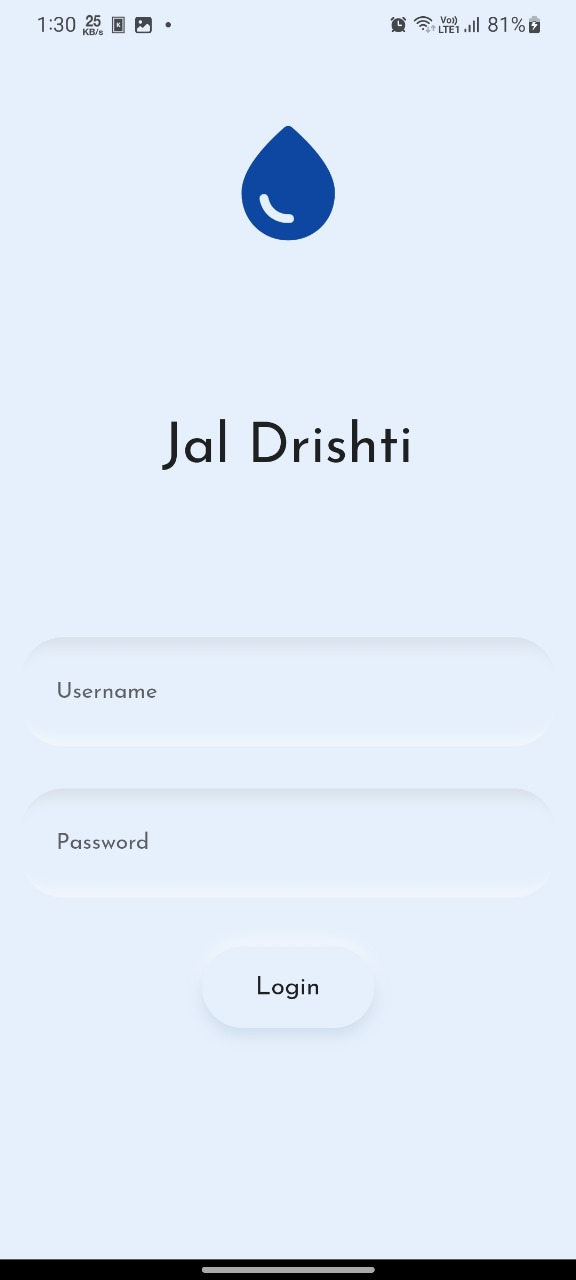 1:30 25 KB/s K Vo)) LTE1 81%
Jal Drishti
Username
Password
Login